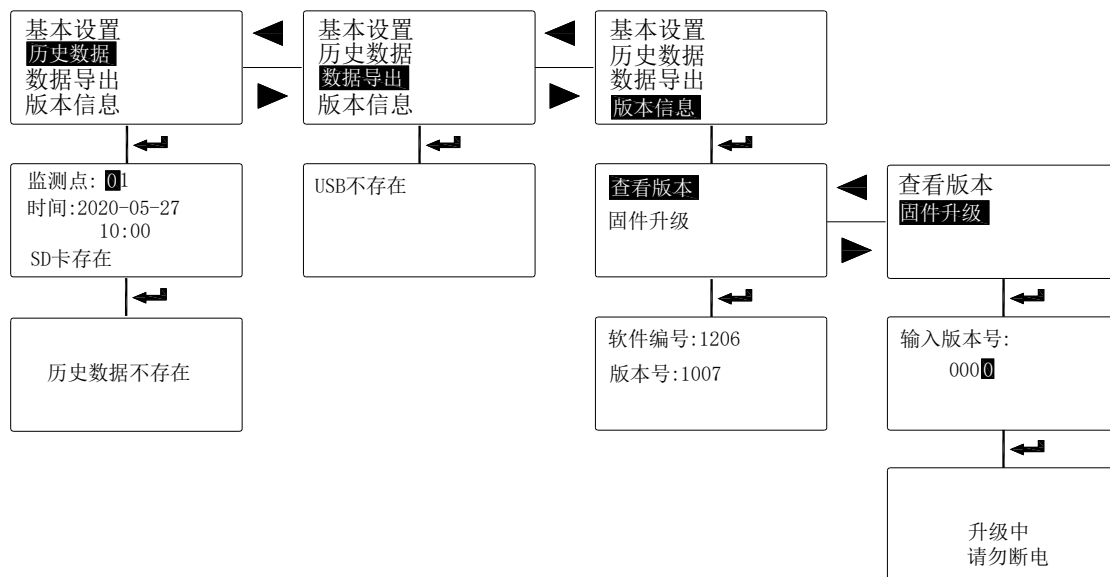 基本设置
历史数据
数据导出
版本信息
基本设置
历史数据
数据导出
版本信息
基本设置
历史数据
数据导出
版本信息
监测点: 01
时间:2020-05-27
10:00
SD卡存在
USB不存在
查看版本
固件升级
查看版本
固件升级
历史数据不存在
软件编号:1206
版本号:1007
输入版本号:
0000
升级中
请勿断电